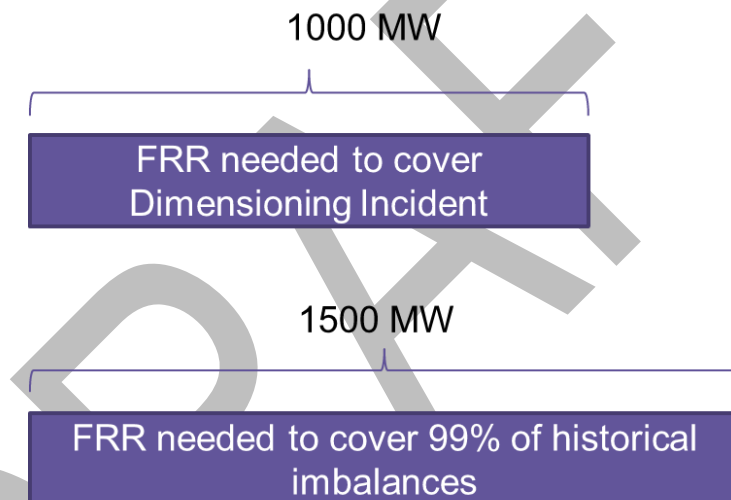 1000 MW
FRR needed to cover
Dimensioning Incident
1500 MW
FRR needed to cover 99% of historical
imbalances